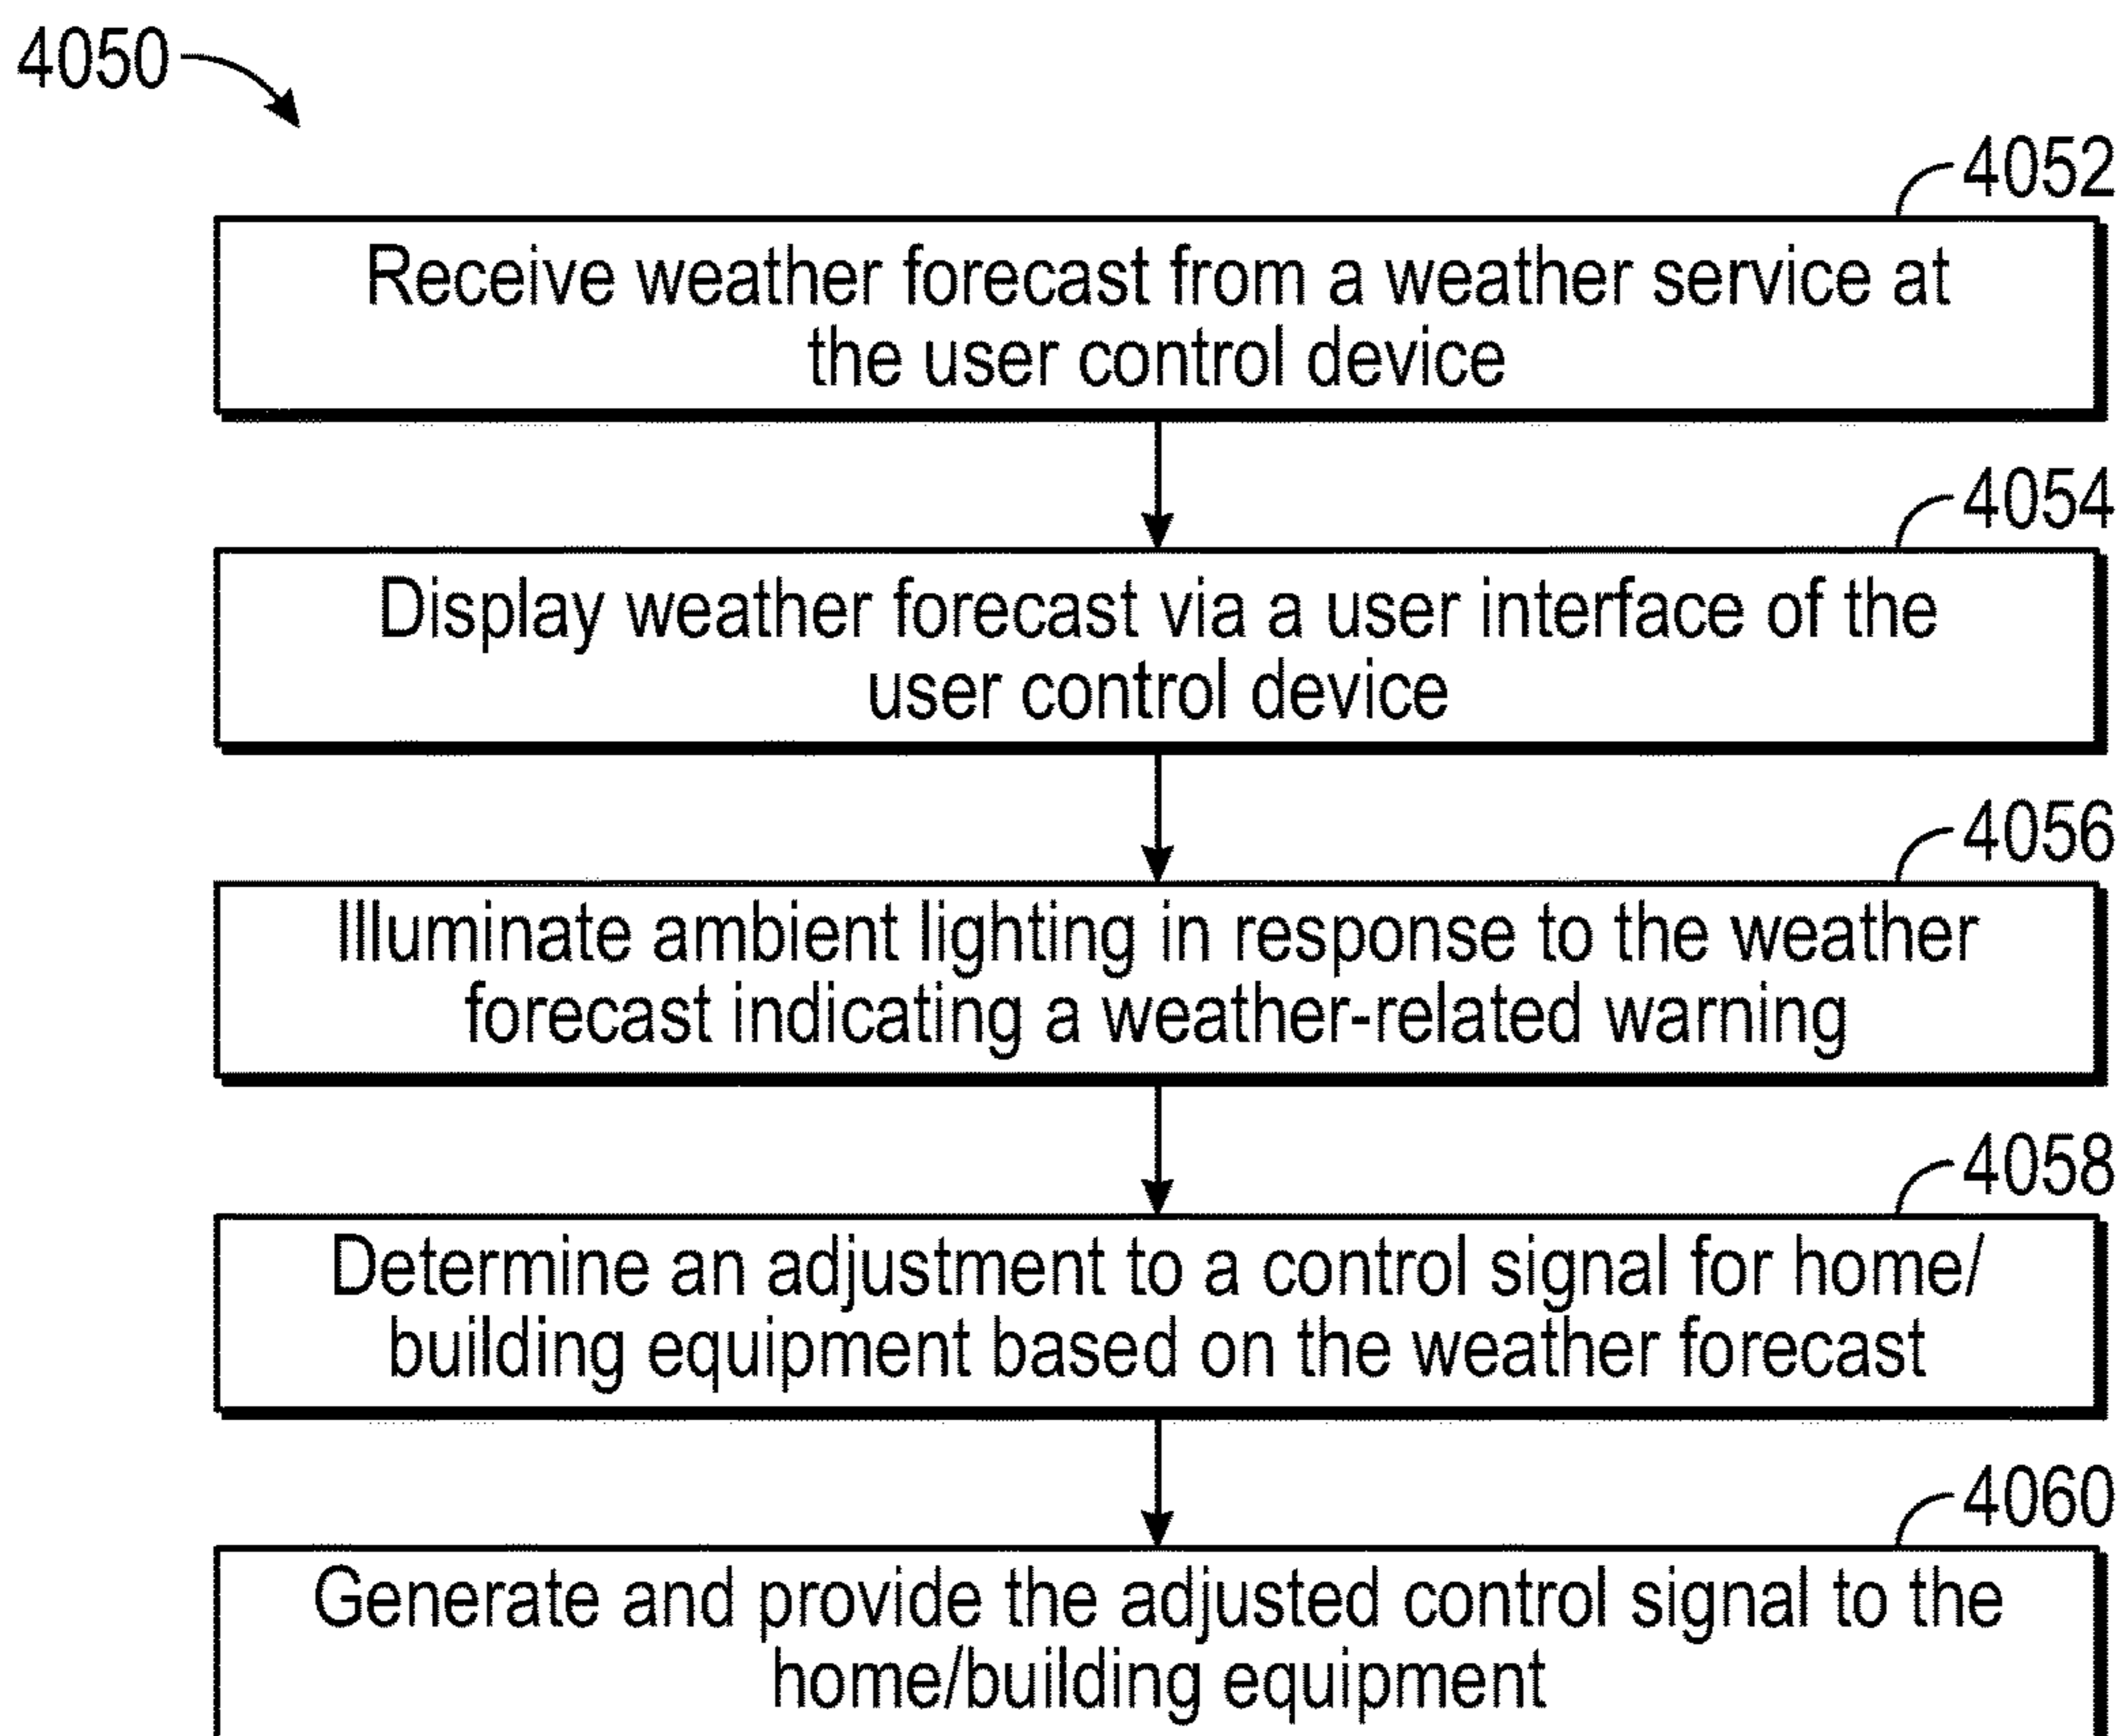 4050
4052
Receive weather forecast from a weather service at
the user control device
4054
Display weather forecast via a user interface of the
user control device
4056
Illuminate ambient lighting in response to the weather
forecast indicating a weather-related warning
4058
Determine an adjustment to a control signal for home/
building equipment based on the weather forecast
4060
Generate and provide the adjusted control signal to the
home/building equipment